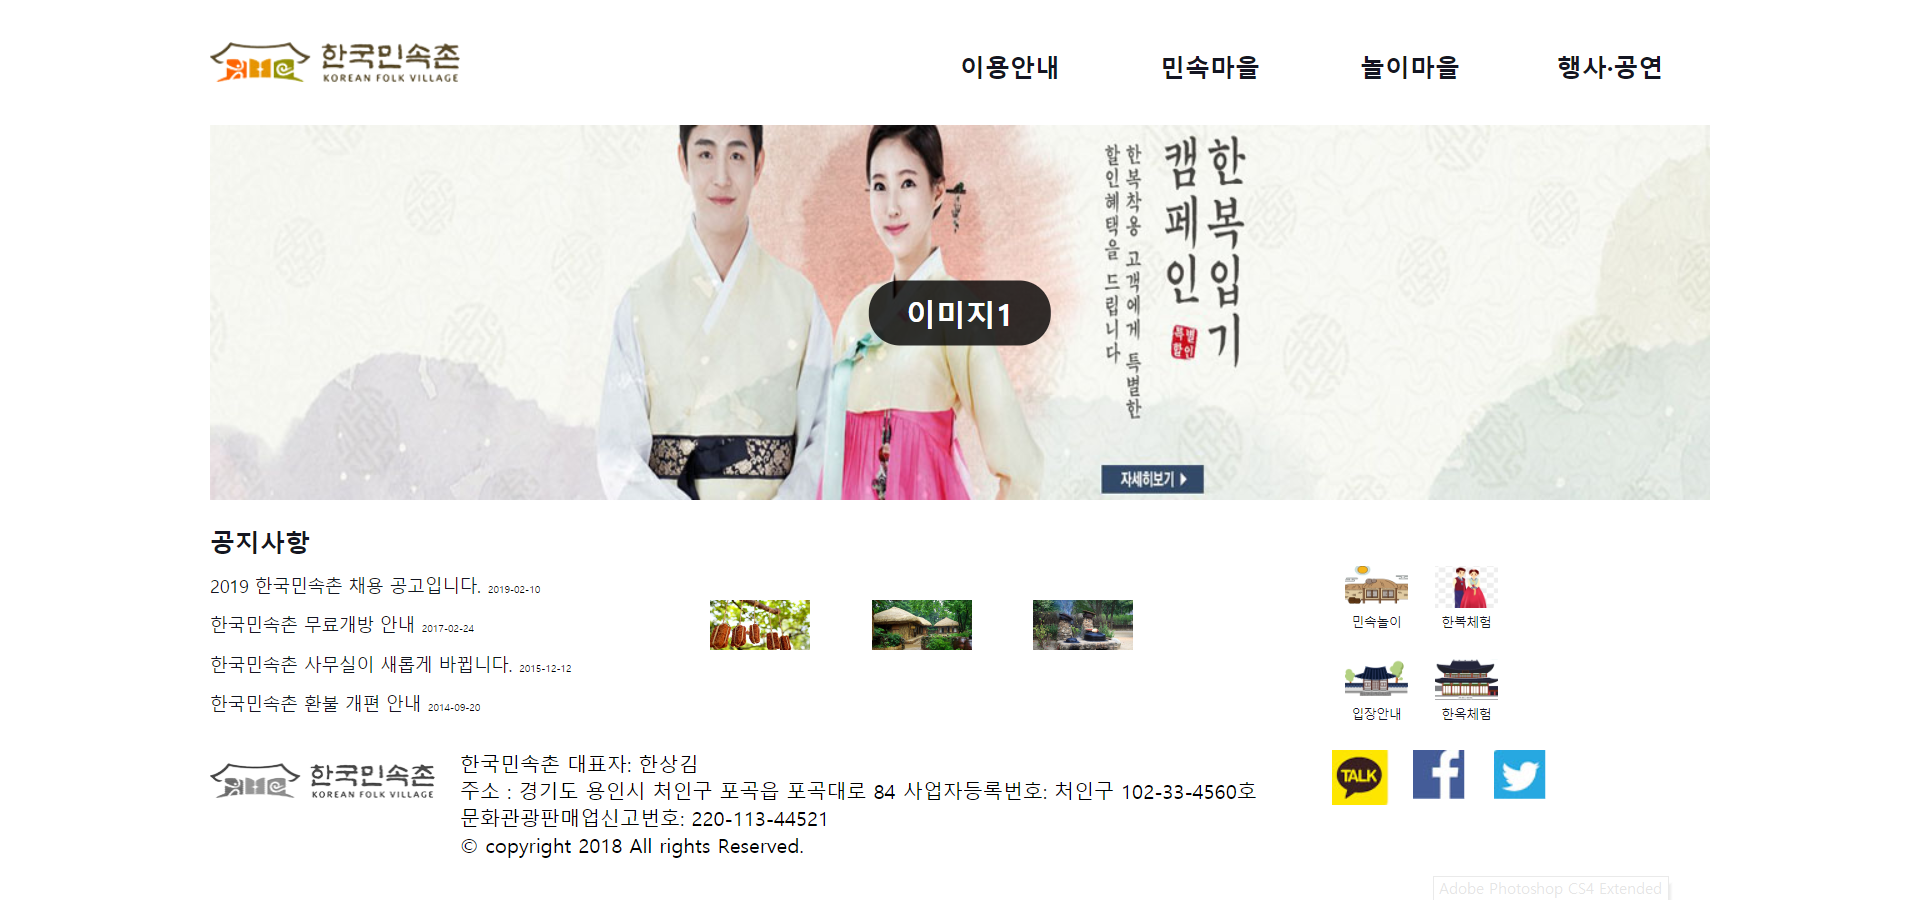 한국민속촌
KOREAN FOLK VILLAGE
이용안내
민속마을
놀이마을
행사·공연
한복입기
캠페인
특별
할인
한복착용 고객에게 특별한
할인혜택을 드립니다
이미지1
자세히보기
공지사항
2019 한국민속촌 채용 공고입니다. 2019-02-10
한국민속촌 무료개방 안내 2017-02-24
한국민속촌 사무실이 새롭게 바뀝니다. 2015-12-12
한국민속촌 환불 개편 안내 2014-09-20
민속놀이
한복체험
입장안내
한옥체험
한국민속촌
KOREAN FOLK VILLAGE
한국민속촌 대표자: 한상김
주소 : 경기도 용인시 처인구 포곡읍 포곡대로 84 사업자등록번호: 처인구 102-33-4560호
문화관광판매업신고번호: 220-113-44521
© copyright 2018 All rights Reserved.
TALK
Adobe Photoshop CS4 Extended